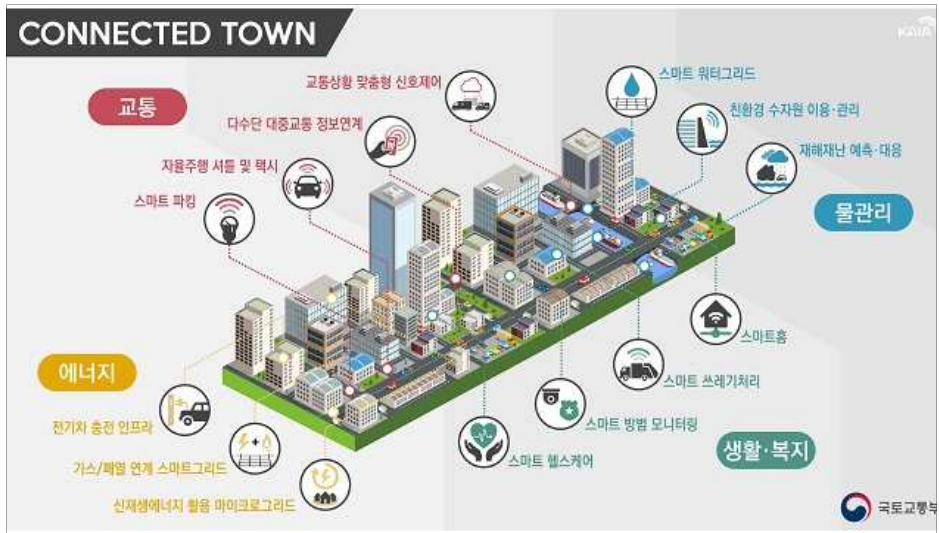 CONNECTED TOWN
KAIA
교통
교통상황 맞춤형 신호제어
다수단 대중교통 정보연계
자율주행 셔틀 및 택시
스마트 파킹
스마트 워터그리드
친환경 수자원 이용·관리
재해재난 예측·대응
물관리
에너지
전기차 충전 인프라
가스/폐열 연계 스마트그리드
신재생에너지 활용 마이크로그리드
스마트홈
스마트 쓰레기처리
스마트 방범 모니터링
스마트 헬스케어
생활·복지
국토교통부